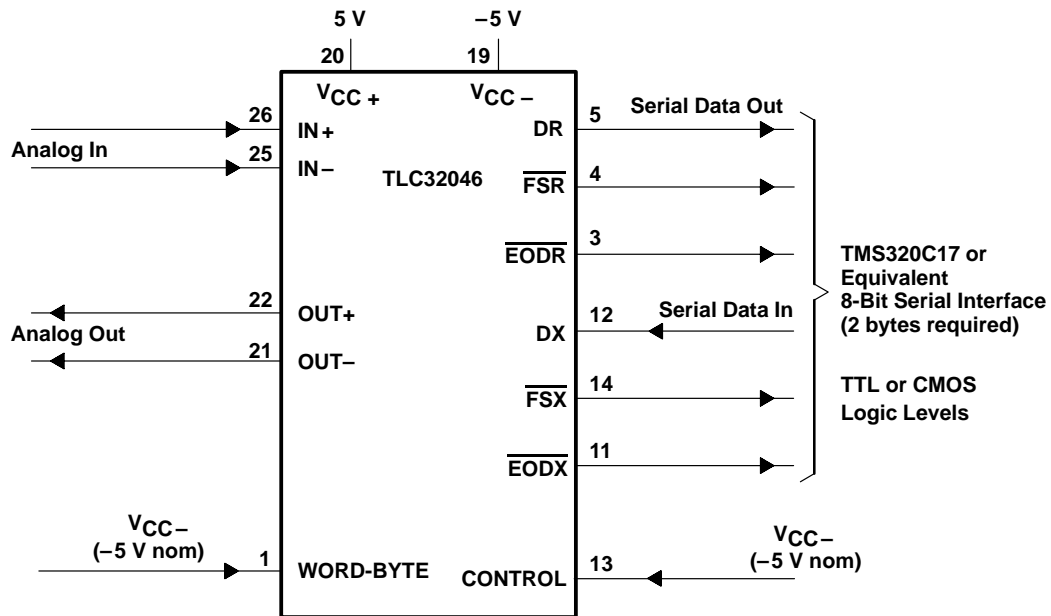 5 V
–5 V
20
19
VCC +
VCC –
26
IN+
DR
5
Serial Data Out
Analog In
25
IN–
TLC32046
FSR
4
EODR
3
TMS320C17 or
Equivalent
8-Bit Serial Interface
(2 bytes required)
22
OUT+
DX
12
Serial Data In
Analog Out
21
OUT–
FSX
14
TTL or CMOS
Logic Levels
EODX
11
VCC–
(–5 V nom)
1
WORD-BYTE
CONTROL
13
VCC–
(–5 V nom)